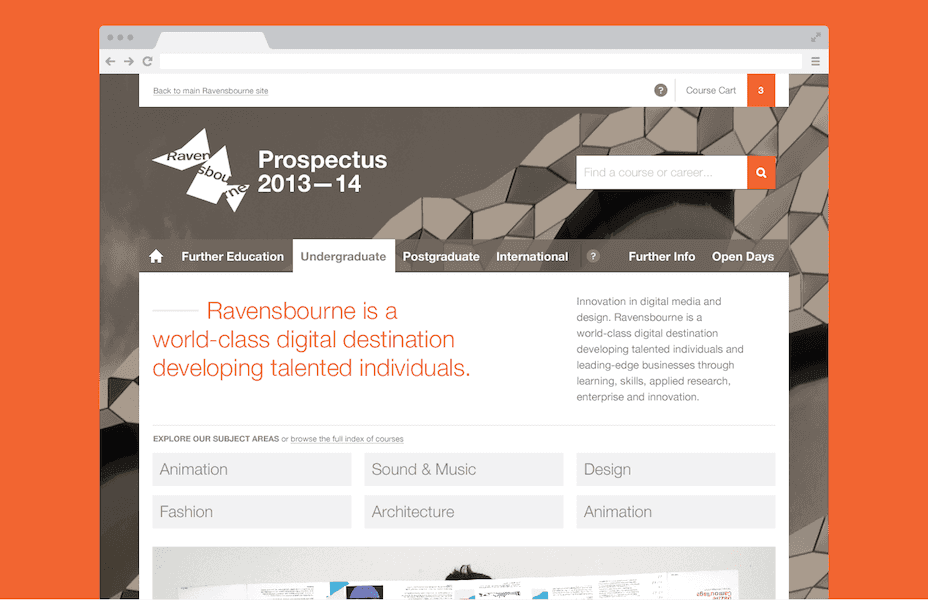 Back to main Ravensbourne site
?
Course Cart
3
Ravensbourne
Prospectus
2013—14
Find a course or career...
Further Education
Undergraduate
Postgraduate
International
?
Further Info
Open Days
Ravensbourne is a
world-class digital destination
developing talented individuals.
Innovation in digital media and
design. Ravensbourne is a
world-class digital destination
developing talented individuals and
leading-edge businesses through
learning, skills, applied research,
enterprise and innovation.
EXPLORE OUR SUBJECT AREAS or browse the full index of courses
Animation
Sound & Music
Design
Fashion
Architecture
Animation